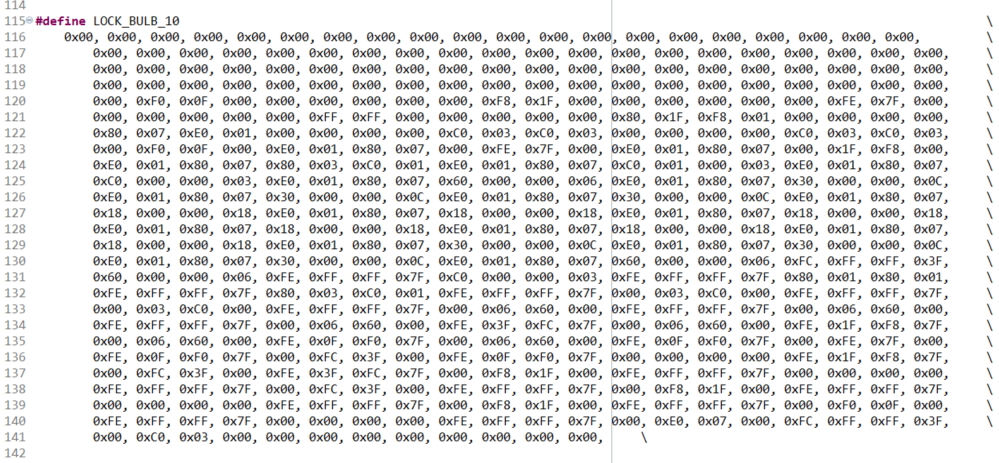 114
115 #define LOCK_BULB_10 \
116 0x00, 0x00, 0x00, 0x00, 0x00, 0x00, 0x00, 0x00, 0x00, 0x00, 0x00, 0x00, 0x00, 0x00, 0x00, 0x00, 0x00, 0x00, 0x00, 0x00, \
117 0x00, 0x00, 0x00, 0x00, 0x00, 0x00, 0x00, 0x00, 0x00, 0x00, 0x00, 0x00, 0x00, 0x00, 0x00, 0x00, 0x00, 0x00, 0x00, 0x00, \
118 0x00, 0x00, 0x00, 0x00, 0x00, 0x00, 0x00, 0x00, 0x00, 0x00, 0x00, 0x00, 0x00, 0x00, 0x00, 0x00, 0x00, 0x00, 0x00, 0x00, \
119 0x00, 0x00, 0x00, 0x00, 0x00, 0x00, 0x00, 0x00, 0x00, 0x00, 0x00, 0x00, 0x00, 0x00, 0x00, 0x00, 0x00, 0x00, 0x00, 0x00, \
120 0x00, 0xF0, 0x0F, 0x00, 0x00, 0x00, 0x00, 0x00, 0x00, 0xF8, 0x1F, 0x00, 0x00, 0x00, 0x00, 0x00, 0x00, 0xFE, 0x7F, 0x00, \
121 0x00, 0x00, 0x00, 0x00, 0x00, 0xFF, 0xFF, 0x00, 0x00, 0x00, 0x00, 0x00, 0x80, 0x1F, 0xF8, 0x01, 0x00, 0x00, 0x00, 0x00, \
122 0x80, 0x07, 0xE0, 0x01, 0x00, 0x00, 0x00, 0x00, 0xC0, 0x03, 0xC0, 0x03, 0x00, 0x00, 0x00, 0x00, 0xC0, 0x03, 0xC0, 0x03, \
123 0x00, 0xF0, 0x0F, 0x00, 0xE0, 0x01, 0x80, 0x07, 0x00, 0xFE, 0x7F, 0x00, 0xE0, 0x01, 0x80, 0x07, 0x00, 0x1F, 0xF8, 0x00, \
124 0xE0, 0x01, 0x80, 0x07, 0x80, 0x03, 0xC0, 0x01, 0xE0, 0x01, 0x80, 0x07, 0xC0, 0x01, 0x00, 0x03, 0xE0, 0x01, 0x80, 0x07, \
125 0xC0, 0x00, 0x00, 0x03, 0xE0, 0x01, 0x80, 0x07, 0x60, 0x00, 0x00, 0x06, 0xE0, 0x01, 0x80, 0x07, 0x30, 0x00, 0x00, 0x0C, \
126 0xE0, 0x01, 0x80, 0x07, 0x30, 0x00, 0x00, 0x0C, 0xE0, 0x01, 0x80, 0x07, 0x30, 0x00, 0x00, 0x0C, 0xE0, 0x01, 0x80, 0x07, \
127 0x18, 0x00, 0x00, 0x18, 0xE0, 0x01, 0x80, 0x07, 0x18, 0x00, 0x00, 0x18, 0xE0, 0x01, 0x80, 0x07, 0x18, 0x00, 0x00, 0x18, \
128 0xE0, 0x01, 0x80, 0x07, 0x18, 0x00, 0x00, 0x18, 0xE0, 0x01, 0x80, 0x07, 0x18, 0x00, 0x00, 0x18, 0xE0, 0x01, 0x80, 0x07, \
129 0x18, 0x00, 0x00, 0x18, 0xE0, 0x01, 0x80, 0x07, 0x30, 0x00, 0x00, 0x0C, 0xE0, 0x01, 0x80, 0x07, 0x30, 0x00, 0x00, 0x0C, \
130 0xE0, 0x01, 0x80, 0x07, 0x30, 0x00, 0x00, 0x0C, 0xE0, 0x01, 0x80, 0x07, 0x60, 0x00, 0x00, 0x06, 0xFC, 0xFF, 0xFF, 0x3F, \
131 0x60, 0x00, 0x00, 0x06, 0xFE, 0xFF, 0xFF, 0x7F, 0xC0, 0x00, 0x00, 0x03, 0xFE, 0xFF, 0xFF, 0x7F, 0x80, 0x01, 0x80, 0x01, \
132 0xFE, 0xFF, 0xFF, 0x7F, 0x80, 0x03, 0xC0, 0x01, 0xFE, 0xFF, 0xFF, 0x7F, 0x00, 0x03, 0xC0, 0x00, 0xFE, 0xFF, 0xFF, 0x7F, \
133 0x00, 0x03, 0xC0, 0x00, 0xFE, 0xFF, 0xFF, 0x7F, 0x00, 0x06, 0x60, 0x00, 0xFE, 0xFF, 0xFF, 0x7F, 0x00, 0x06, 0x60, 0x00, \
134 0xFE, 0xFF, 0xFF, 0x7F, 0x00, 0x06, 0x60, 0x00, 0xFE, 0x3F, 0xFC, 0x7F, 0x00, 0x06, 0x60, 0x00, 0xFE, 0x1F, 0xF8, 0x7F, \
135 0x00, 0x06, 0x60, 0x00, 0xFE, 0x0F, 0xF0, 0x7F, 0x00, 0x06, 0x60, 0x00, 0xFE, 0x0F, 0xF0, 0x7F, 0x00, 0xFE, 0x7F, 0x00, \
136 0xFE, 0x0F, 0xF0, 0x7F, 0x00, 0xFC, 0x3F, 0x00, 0xFE, 0x0F, 0xF0, 0x7F, 0x00, 0x00, 0x00, 0x00, 0xFE, 0x1F, 0xF8, 0x7F, \
137 0x00, 0xFC, 0x3F, 0x00, 0xFE, 0x3F, 0xFC, 0x7F, 0x00, 0xF8, 0x1F, 0x00, 0xFE, 0xFF, 0xFF, 0x7F, 0x00, 0x00, 0x00, 0x00, \
138 0xFE, 0xFF, 0xFF, 0x7F, 0x00, 0xFC, 0x3F, 0x00, 0xFE, 0xFF, 0xFF, 0x7F, 0x00, 0xF8, 0x1F, 0x00, 0xFE, 0xFF, 0xFF, 0x7F, \
139 0x00, 0x00, 0x00, 0x00, 0xFE, 0xFF, 0xFF, 0x7F, 0x00, 0xF8, 0x1F, 0x00, 0xFE, 0xFF, 0xFF, 0x7F, 0x00, 0xF0, 0x0F, 0x00, \
140 0xFE, 0xFF, 0xFF, 0x7F, 0x00, 0x00, 0x00, 0x00, 0xFE, 0xFF, 0xFF, 0x7F, 0x00, 0xE0, 0x07, 0x00, 0xFC, 0xFF, 0xFF, 0x3F, \
141 0x00, 0xC0, 0x03, 0x00, 0x00, 0x00, 0x00, 0x00, 0x00, 0x00, 0x00, 0x00, \
142